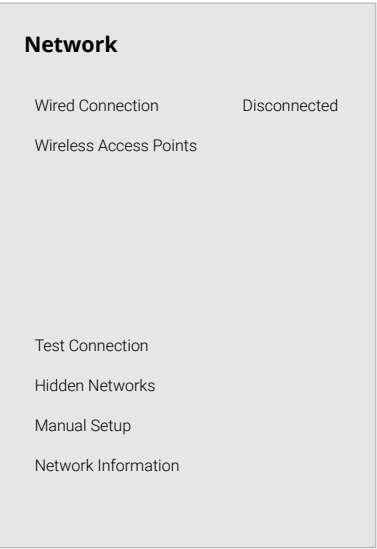 Network
Wired Connection Disconnected
Wireless Access Points
Test Connection
Hidden Networks
Manual Setup
Network Information